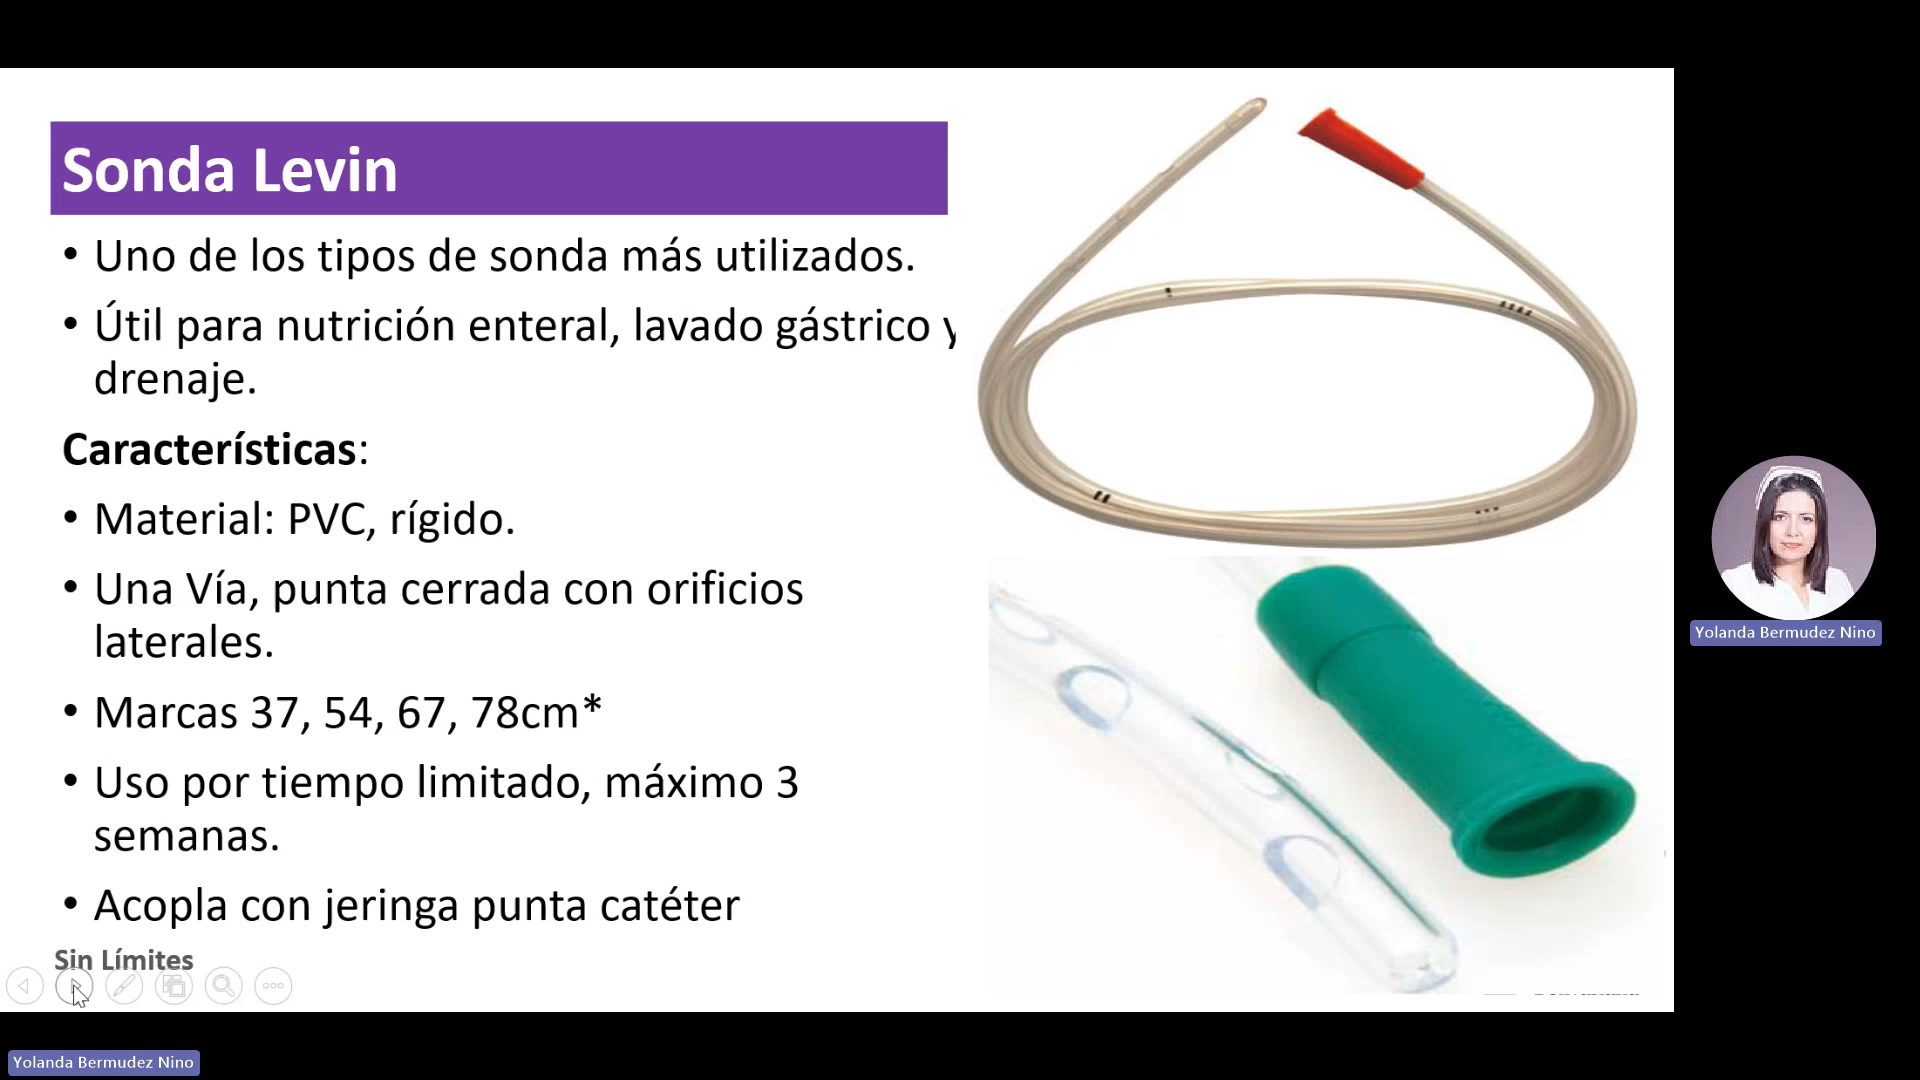 Sonda Levin
• Uno de los tipos de sonda más utilizados.
• Útil para nutrición enteral, lavado gástrico y
drenaje.
Características:
• Material: PVC, rígido.
• Una Vía, punta cerrada con orificios
laterales.
• Marcas 37, 54, 67, 78cm*
• Uso por tiempo limitado, máximo 3
semanas.
• Acopla con jeringa punta catéter
Sin Límites
Yolanda Bermudez Nino
Yolanda Bermudez Nino